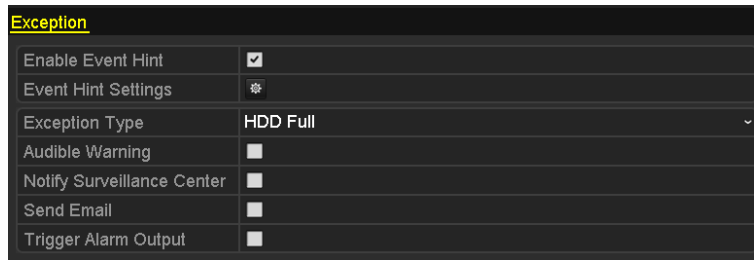 Exception
Enable Event Hint
Event Hint Settings
Exception Type HDD Full
Audible Warning
Notify Surveillance Center
Send Email
Trigger Alarm Output